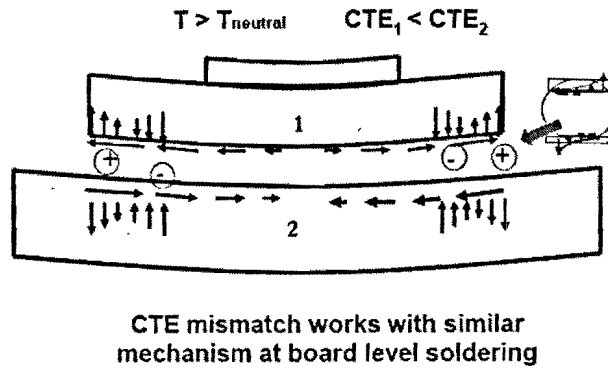 T > Tneutral CTE1 < CTE2
1
+ - - +
2
CTE mismatch works with similar
mechanism at board level soldering